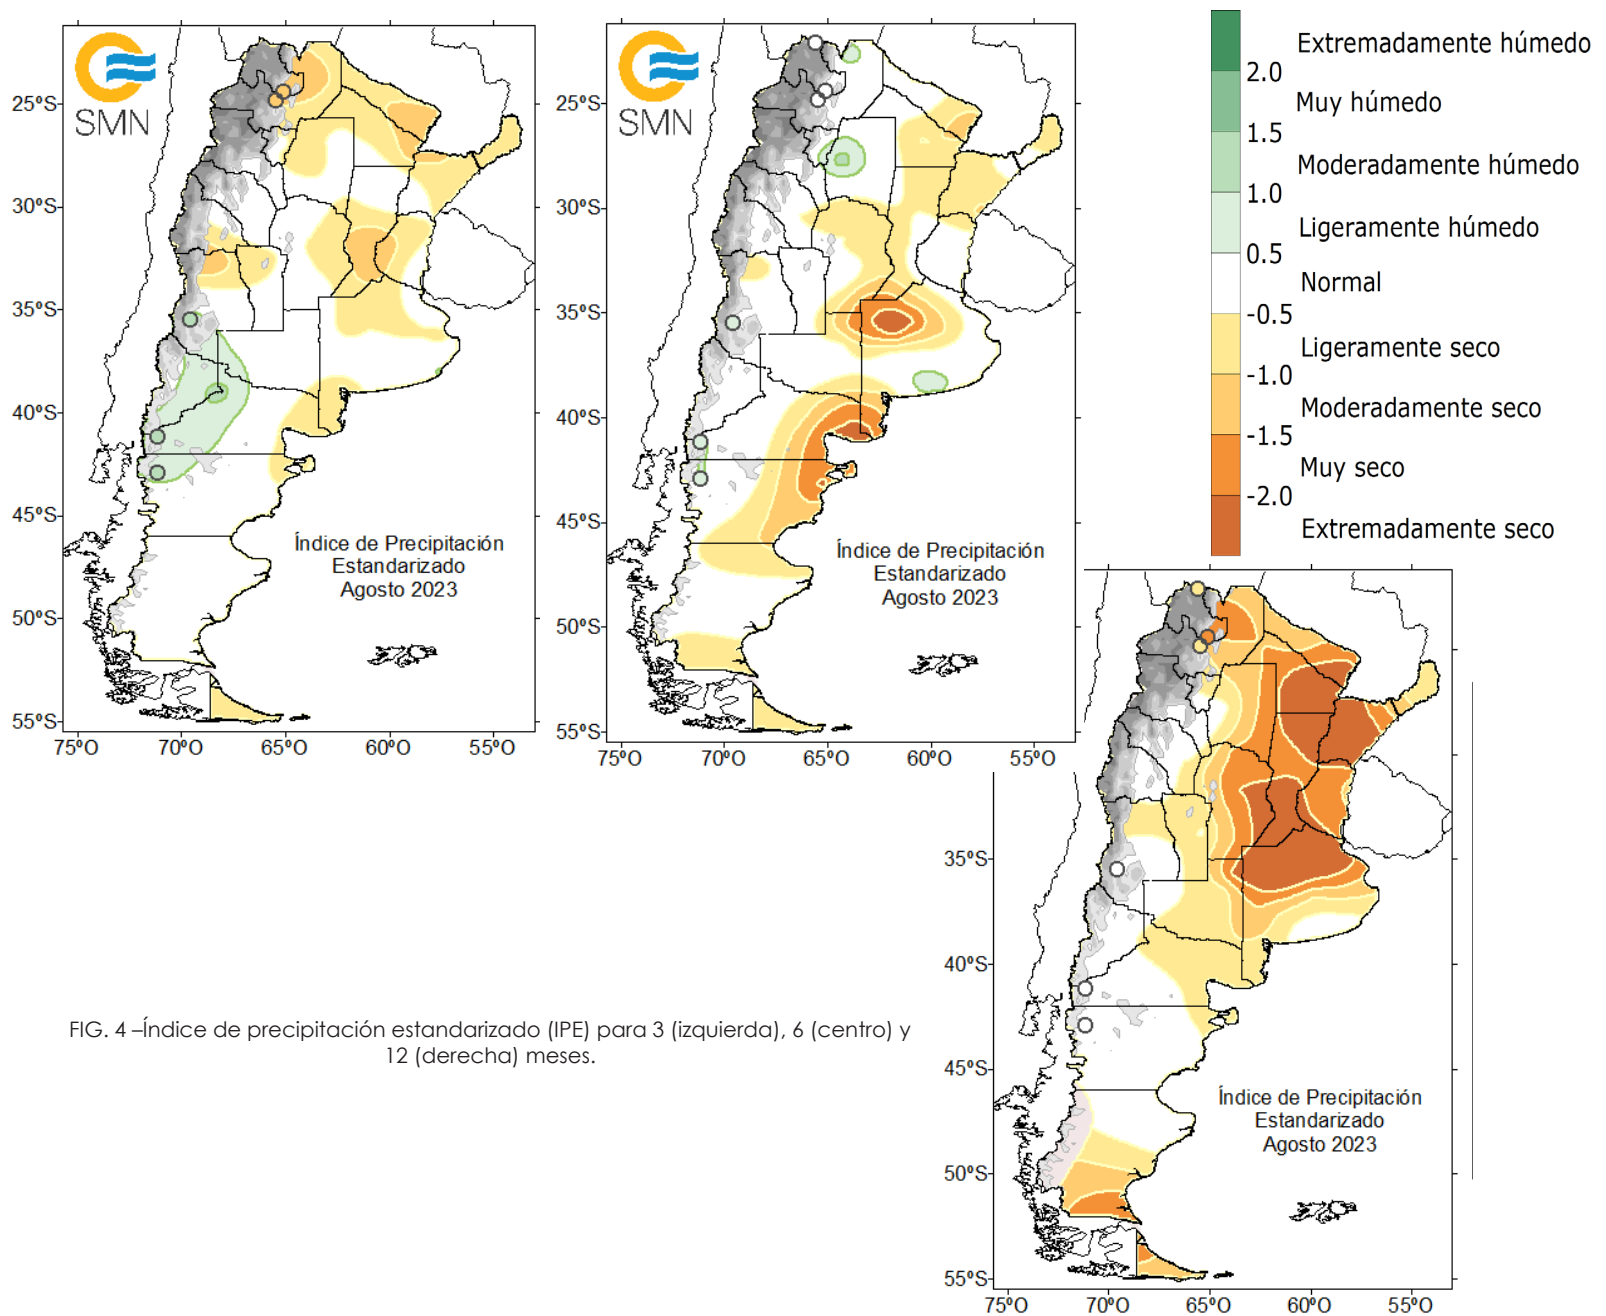 SMN
25ºS
30ºS
35ºS
40ºS
45ºS
50ºS
55ºS
75ºO 70ºO 65ºO 60ºO 55ºO
Índice de Precipitación
Estandarizado
Agosto 2023
SMN
25ºS
30ºS
35ºS
40ºS
45ºS
50ºS
55ºS
75ºO 70ºO 65ºO 60ºO 55ºO
Índice de Precipitación
Estandarizado
Agosto 2023
Extremadamente húmedo
2.0
Muy húmedo
1.5
Moderadamente húmedo
1.0
Ligeramente húmedo
0.5
Normal
-0.5
Ligeramente seco
-1.0
Moderadamente seco
-1.5
Muy seco
-2.0
Extremadamente seco
35ºS
40ºS
45ºS
50ºS
55ºS
75ºO 70ºO 65ºO 60ºO 55ºO
Índice de Precipitación
Estandarizado
Agosto 2023
FIG. 4 –Índice de precipitación estandarizado (IPE) para 3 (izquierda), 6 (centro) y
12 (derecha) meses.